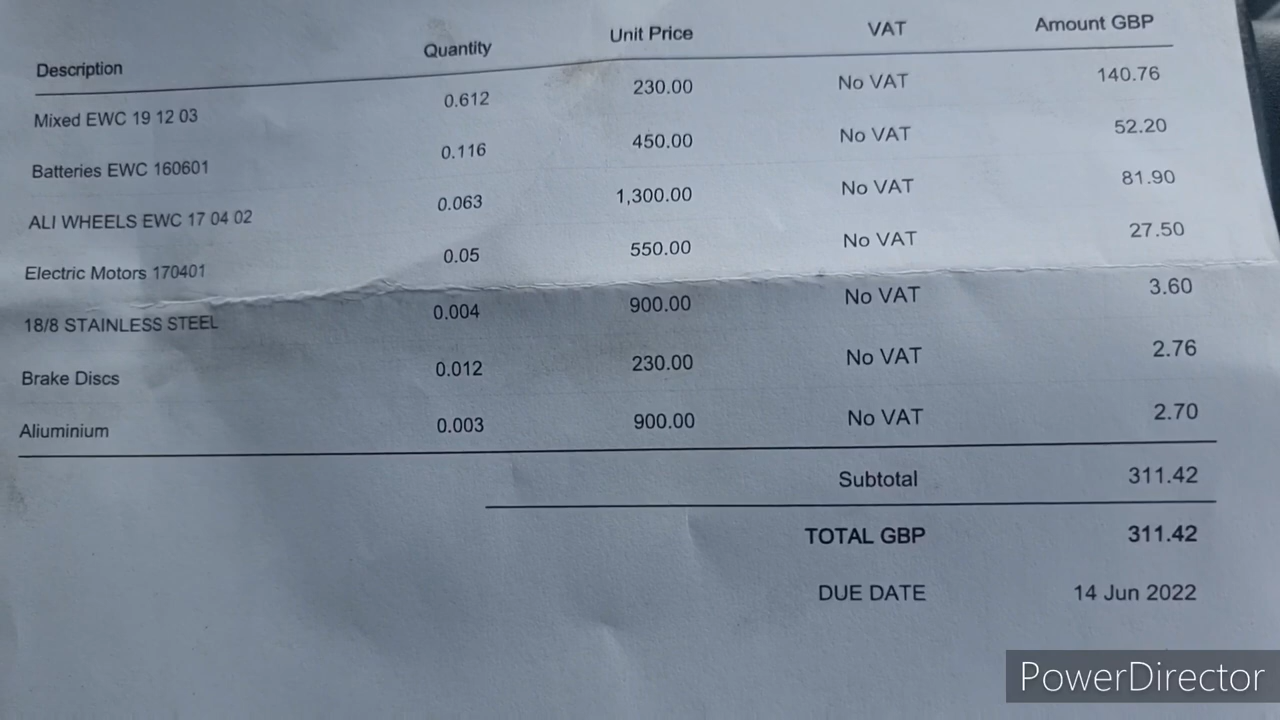 Description Quantity Unit Price VAT Amount GBP
Mixed EWC 19 12 03 0.612 230.00 No VAT 140.76
Batteries EWC 160601 0.116 450.00 No VAT 52.20
ALI WHEELS EWC 17 04 02 0.063 1,300.00 No VAT 81.90
Electric Motors 170401 0.05 550.00 No VAT 27.50
18/8 STAINLESS STEEL 0.004 900.00 No VAT 3.60
Brake Discs 0.012 230.00 No VAT 2.76
Aliuminium 0.003 900.00 No VAT 2.70
Subtotal 311.42
TOTAL GBP 311.42
DUE DATE 14 Jun 2022
PowerDirector